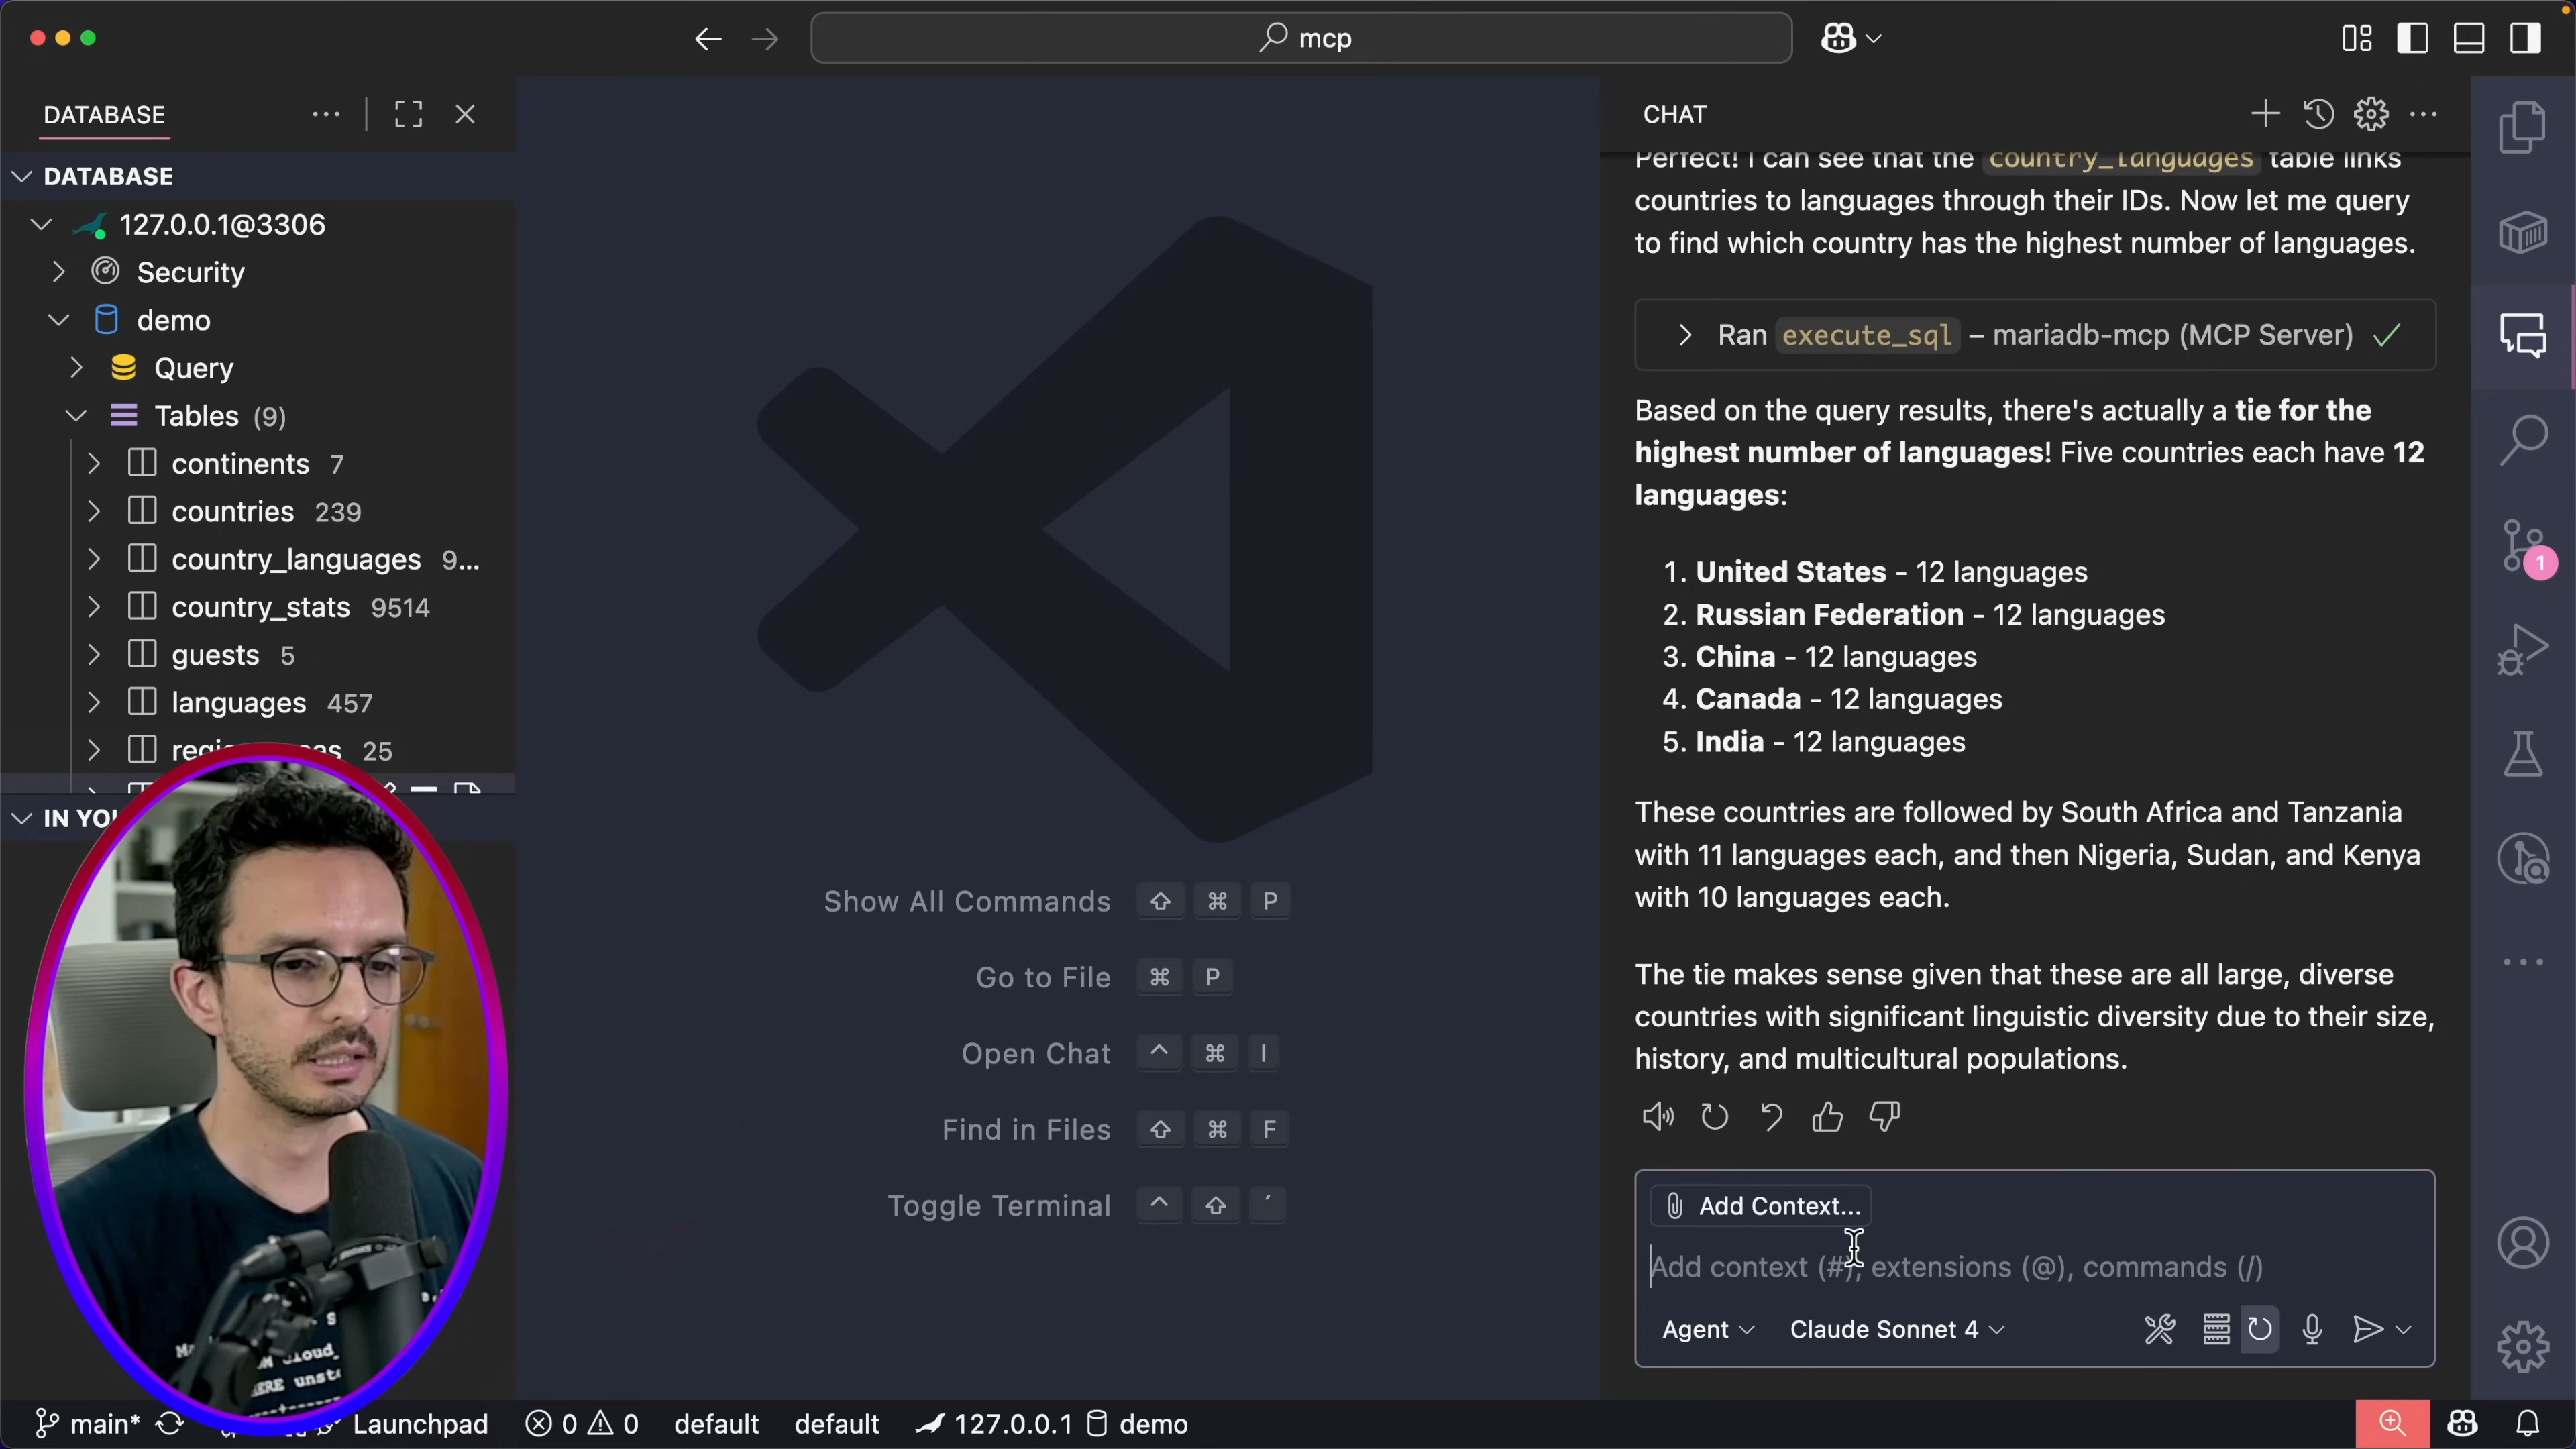 mcp
DATABASE
DATABASE
127.0.0.1@3306
Security
demo
Query
Tables (9)
continents 7
countries 239
country_languages 9...
country_stats 9514
guests 5
languages 457
25
IN YOU
Show All Commands ⇧ ⌘ P
Go to File ⌘ P
Open Chat ^ ⌘ I
Find in Files ⇧ ⌘ F
Toggle Terminal ^ ⇧ ´
CHAT
Perfect! I can see that the country_languages table links
countries to languages through their IDs. Now let me query
to find which country has the highest number of languages.
Ran execute_sql – mariadb-mcp (MCP Server)
Based on the query results, there's actually a tie for the
highest number of languages! Five countries each have 12
languages:
1. United States - 12 languages
2. Russian Federation - 12 languages
3. China - 12 languages
4. Canada - 12 languages
5. India - 12 languages
These countries are followed by South Africa and Tanzania
with 11 languages each, and then Nigeria, Sudan, and Kenya
with 10 languages each.
The tie makes sense given that these are all large, diverse
countries with significant linguistic diversity due to their size,
history, and multicultural populations.
Add Context...
Add context (#), extensions (@), commands (/)
Agent Claude Sonnet 4
1
main* Launchpad 0 0 default default 127.0.0.1 demo